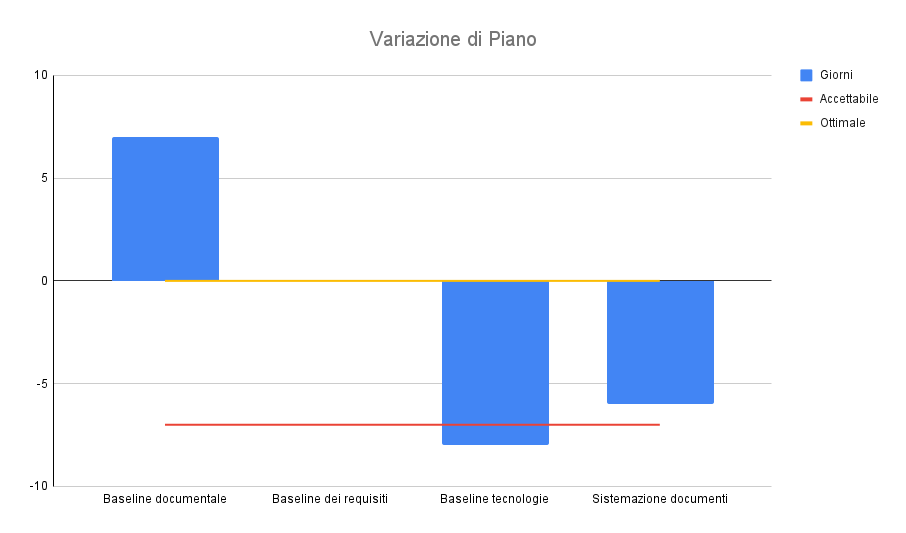 Variazione di Piano
10
5
0
-5
-10
Baseline documentale
Baseline dei requisiti
Baseline tecnologie
Sistemazione documenti
Giorni
Accettabile
Ottimale